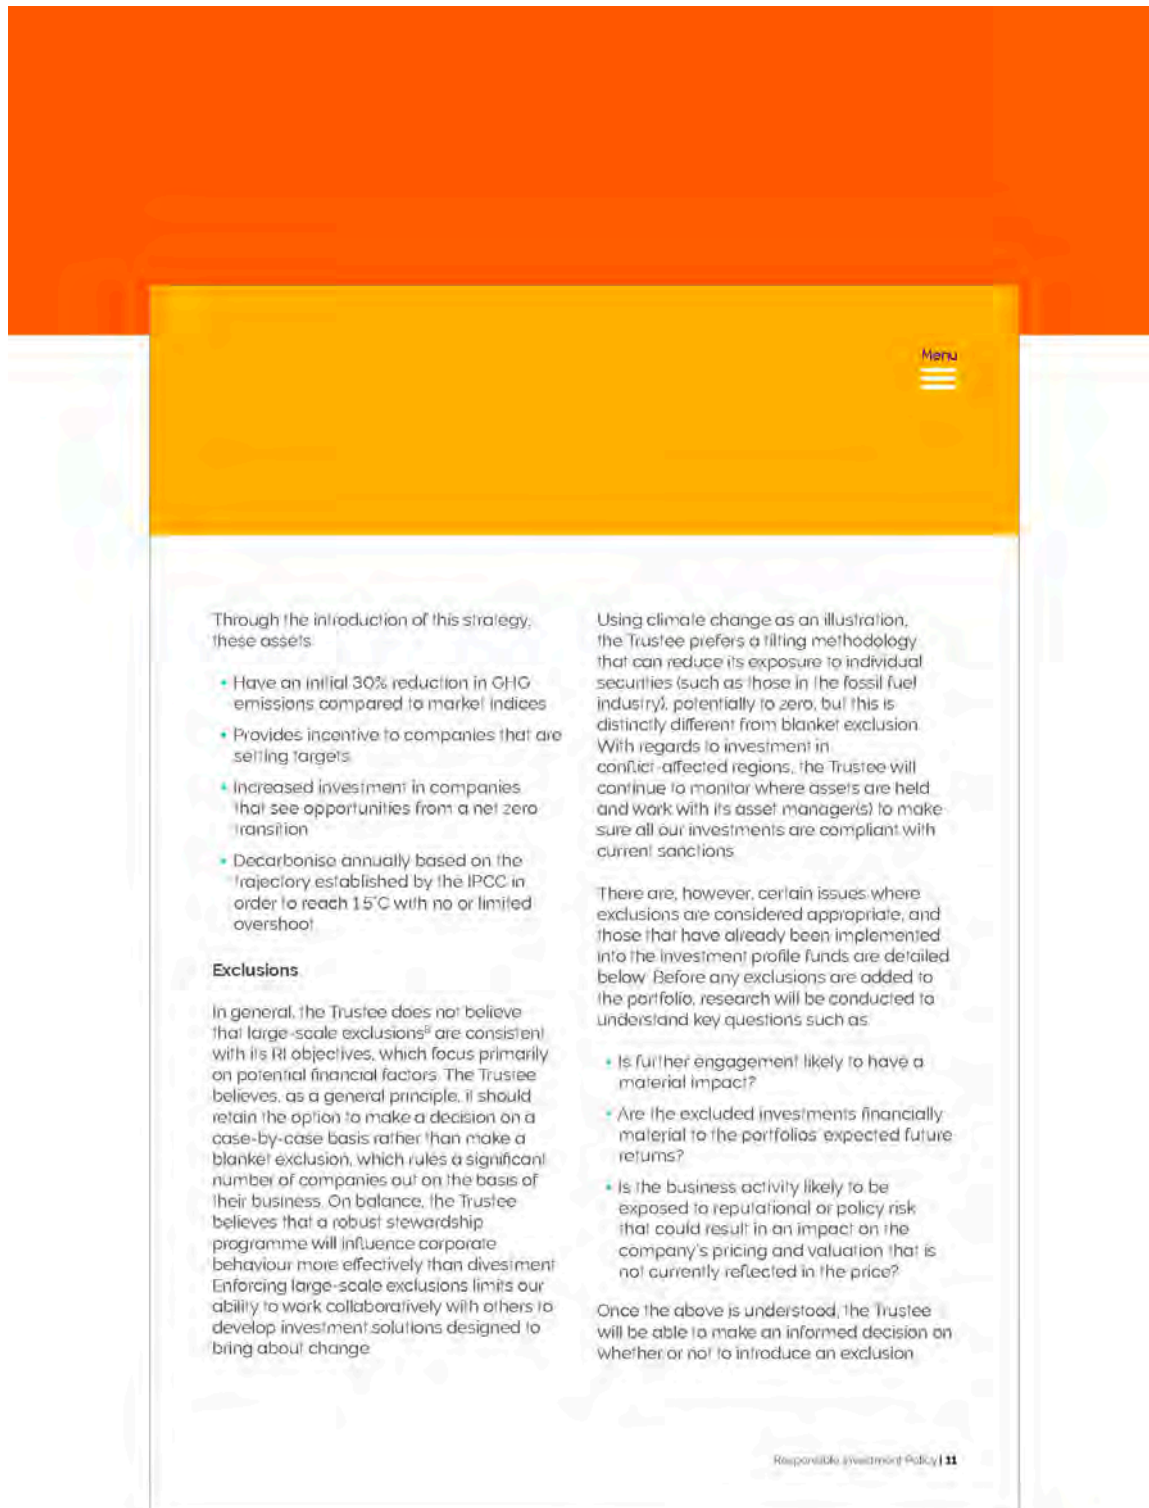 Menu
Through the introduction of this strategy,
these assets
• Have an initial 30% reduction in GHG
emissions compared to market indices
• Provides incentive to companies that are
setting targets
• Increased investment in companies
that see opportunities from a net zero
transition
• Decarbonise annually based on the
trajectory established by the IPCC in
order to reach 1.5°C with no or limited
overshoot
Exclusions
In general, the Trustee does not believe
that large-scale exclusions are consistent
with its RI objectives, which focus primarily
on potential financial factors. The Trustee
believes, as a general principle, it should
retain the option to make a decision on a
case-by-case basis rather than make a
blanket exclusion, which rules a significant
number of companies out on the basis of
their business. On balance, the Trustee
believes that a robust stewardship
programme will influence corporate
behaviour more effectively than divestment
Enforcing large-scale exclusions limits our
ability to work collaboratively with others to
develop investment solutions designed to
bring about change
Using climate change as an illustration,
the Trustee prefers a tilting methodology
that can reduce its exposure to individual
securities (such as those in the fossil fuel
industry), potentially to zero, but this is
distinctly different from blanket exclusion
With regards to investment in
conflict-affected regions, the Trustee will
continue to monitor where assets are held
and work with its asset manager(s) to make
sure all our investments are compliant with
current sanctions
There are, however, certain issues where
exclusions are considered appropriate, and
those that have already been implemented
into the investment profile funds are detailed
below. Before any exclusions are added to
the portfolio, research will be conducted to
understand key questions such as
• Is further engagement likely to have a
material impact?
• Are the excluded investments financially
material to the portfolios' expected future
returns?
• Is the business activity likely to be
exposed to reputational or policy risk
that could result in an impact on the
company's pricing and valuation that is
not currently reflected in the price?
Once the above is understood, the Trustee
will be able to make an informed decision on
whether or not to introduce an exclusion
Responsible Investment Policy | 11